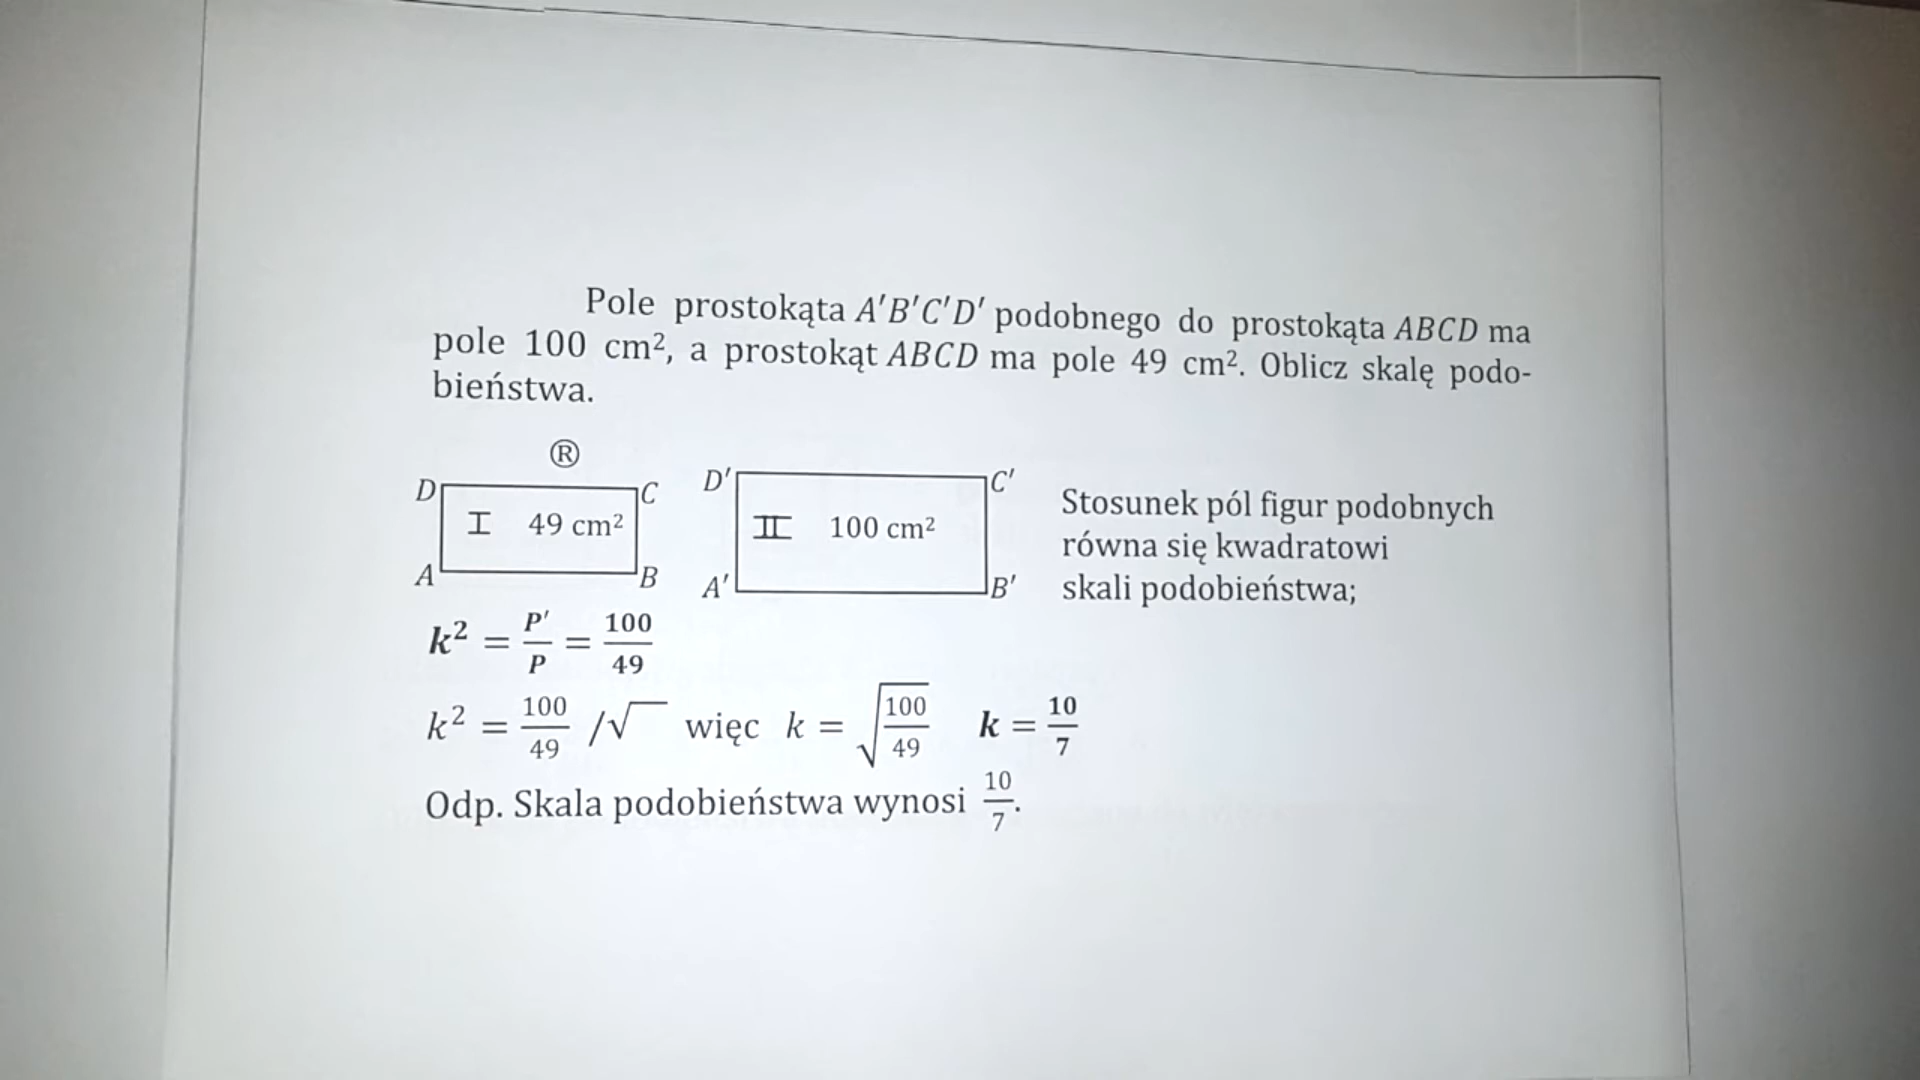 Pole prostokąta A′B′C′D′ podobnego do prostokąta ABCD ma
pole 100 cm², a prostokąt ABCD ma pole 49 cm². Oblicz skalę podo-
bieństwa.
®
D C D′ C′
I 49 cm² II 100 cm²
A B A′ B′
Stosunek pól figur podobnych
równa się kwadratowi
skali podobieństwa;
k² = P′/P = 100/49
k² = 100/49 /√ więc k = √(100/49) k = 10/7
Odp. Skala podobieństwa wynosi 10/7.